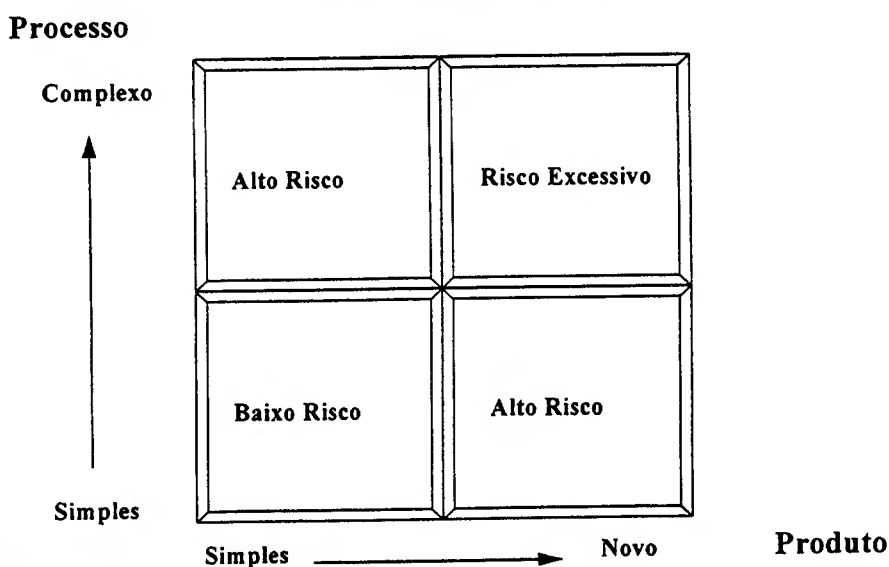 Processo
Complexo
Alto Risco
Risco Excessivo
Baixo Risco
Alto Risco
Simples
Simples
Novo
Produto